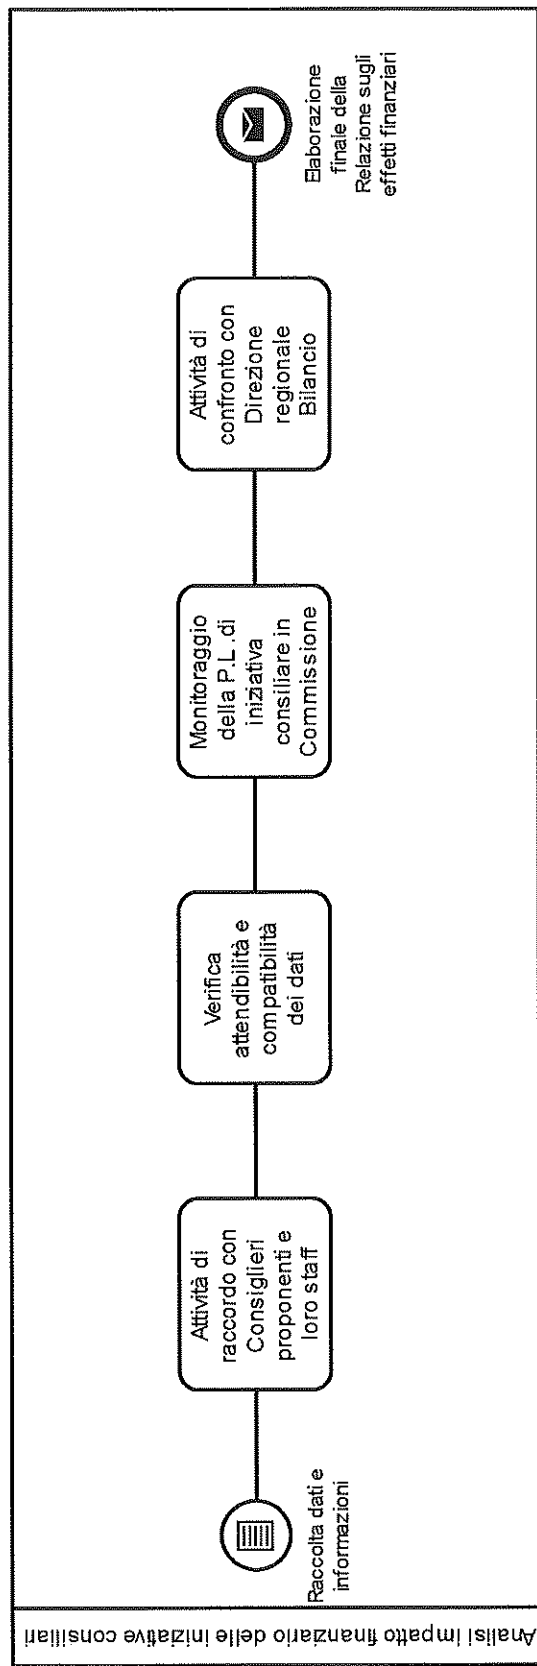 Analisi impatto finanziario delle iniziative consiliari
Raccolta dati e
informazioni
Attività di
raccordo con
Consiglieri
proponenti e
loro staff
Verifica
attendibilità e
compatibilità
dei dati
Monitoraggio
della P.L .di
iniziativa
consiliare in
Commissione
Attività di
confronto con
Direzione
regionale
Bilancio
Elaborazione
finale della
Relazione sugli
effetti finanziari